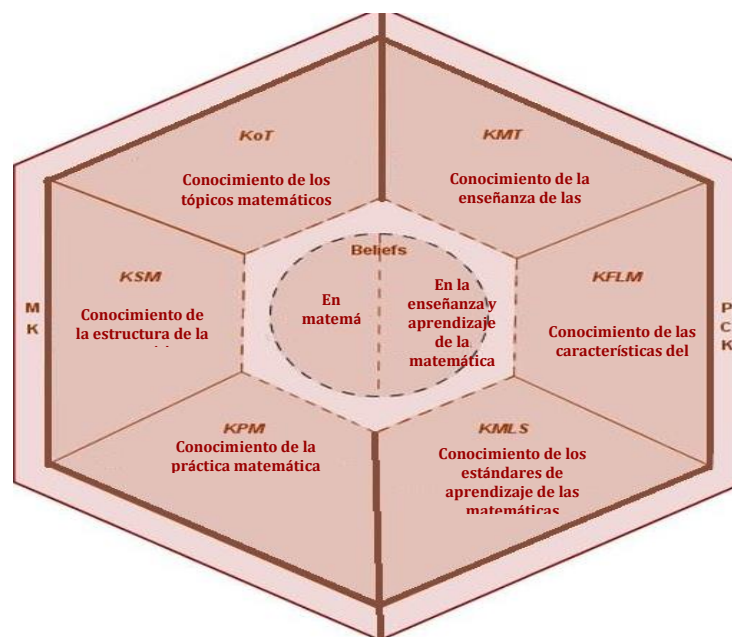 KoT
Conocimiento de los
tópicos matemáticos
KMT
Conocimiento de la
enseñanza de las
KSM
Conocimiento de
la estructura de la
Beliefs
En
matemá
En la
enseñanza y
aprendizaje
de la
matemática
KFLM
Conocimiento de las
características del
M
K
P
C
K
KPM
Conocimiento de la
práctica matemática
KMLS
Conocimiento de los
estándares de
aprendizaje de las
matemáticas